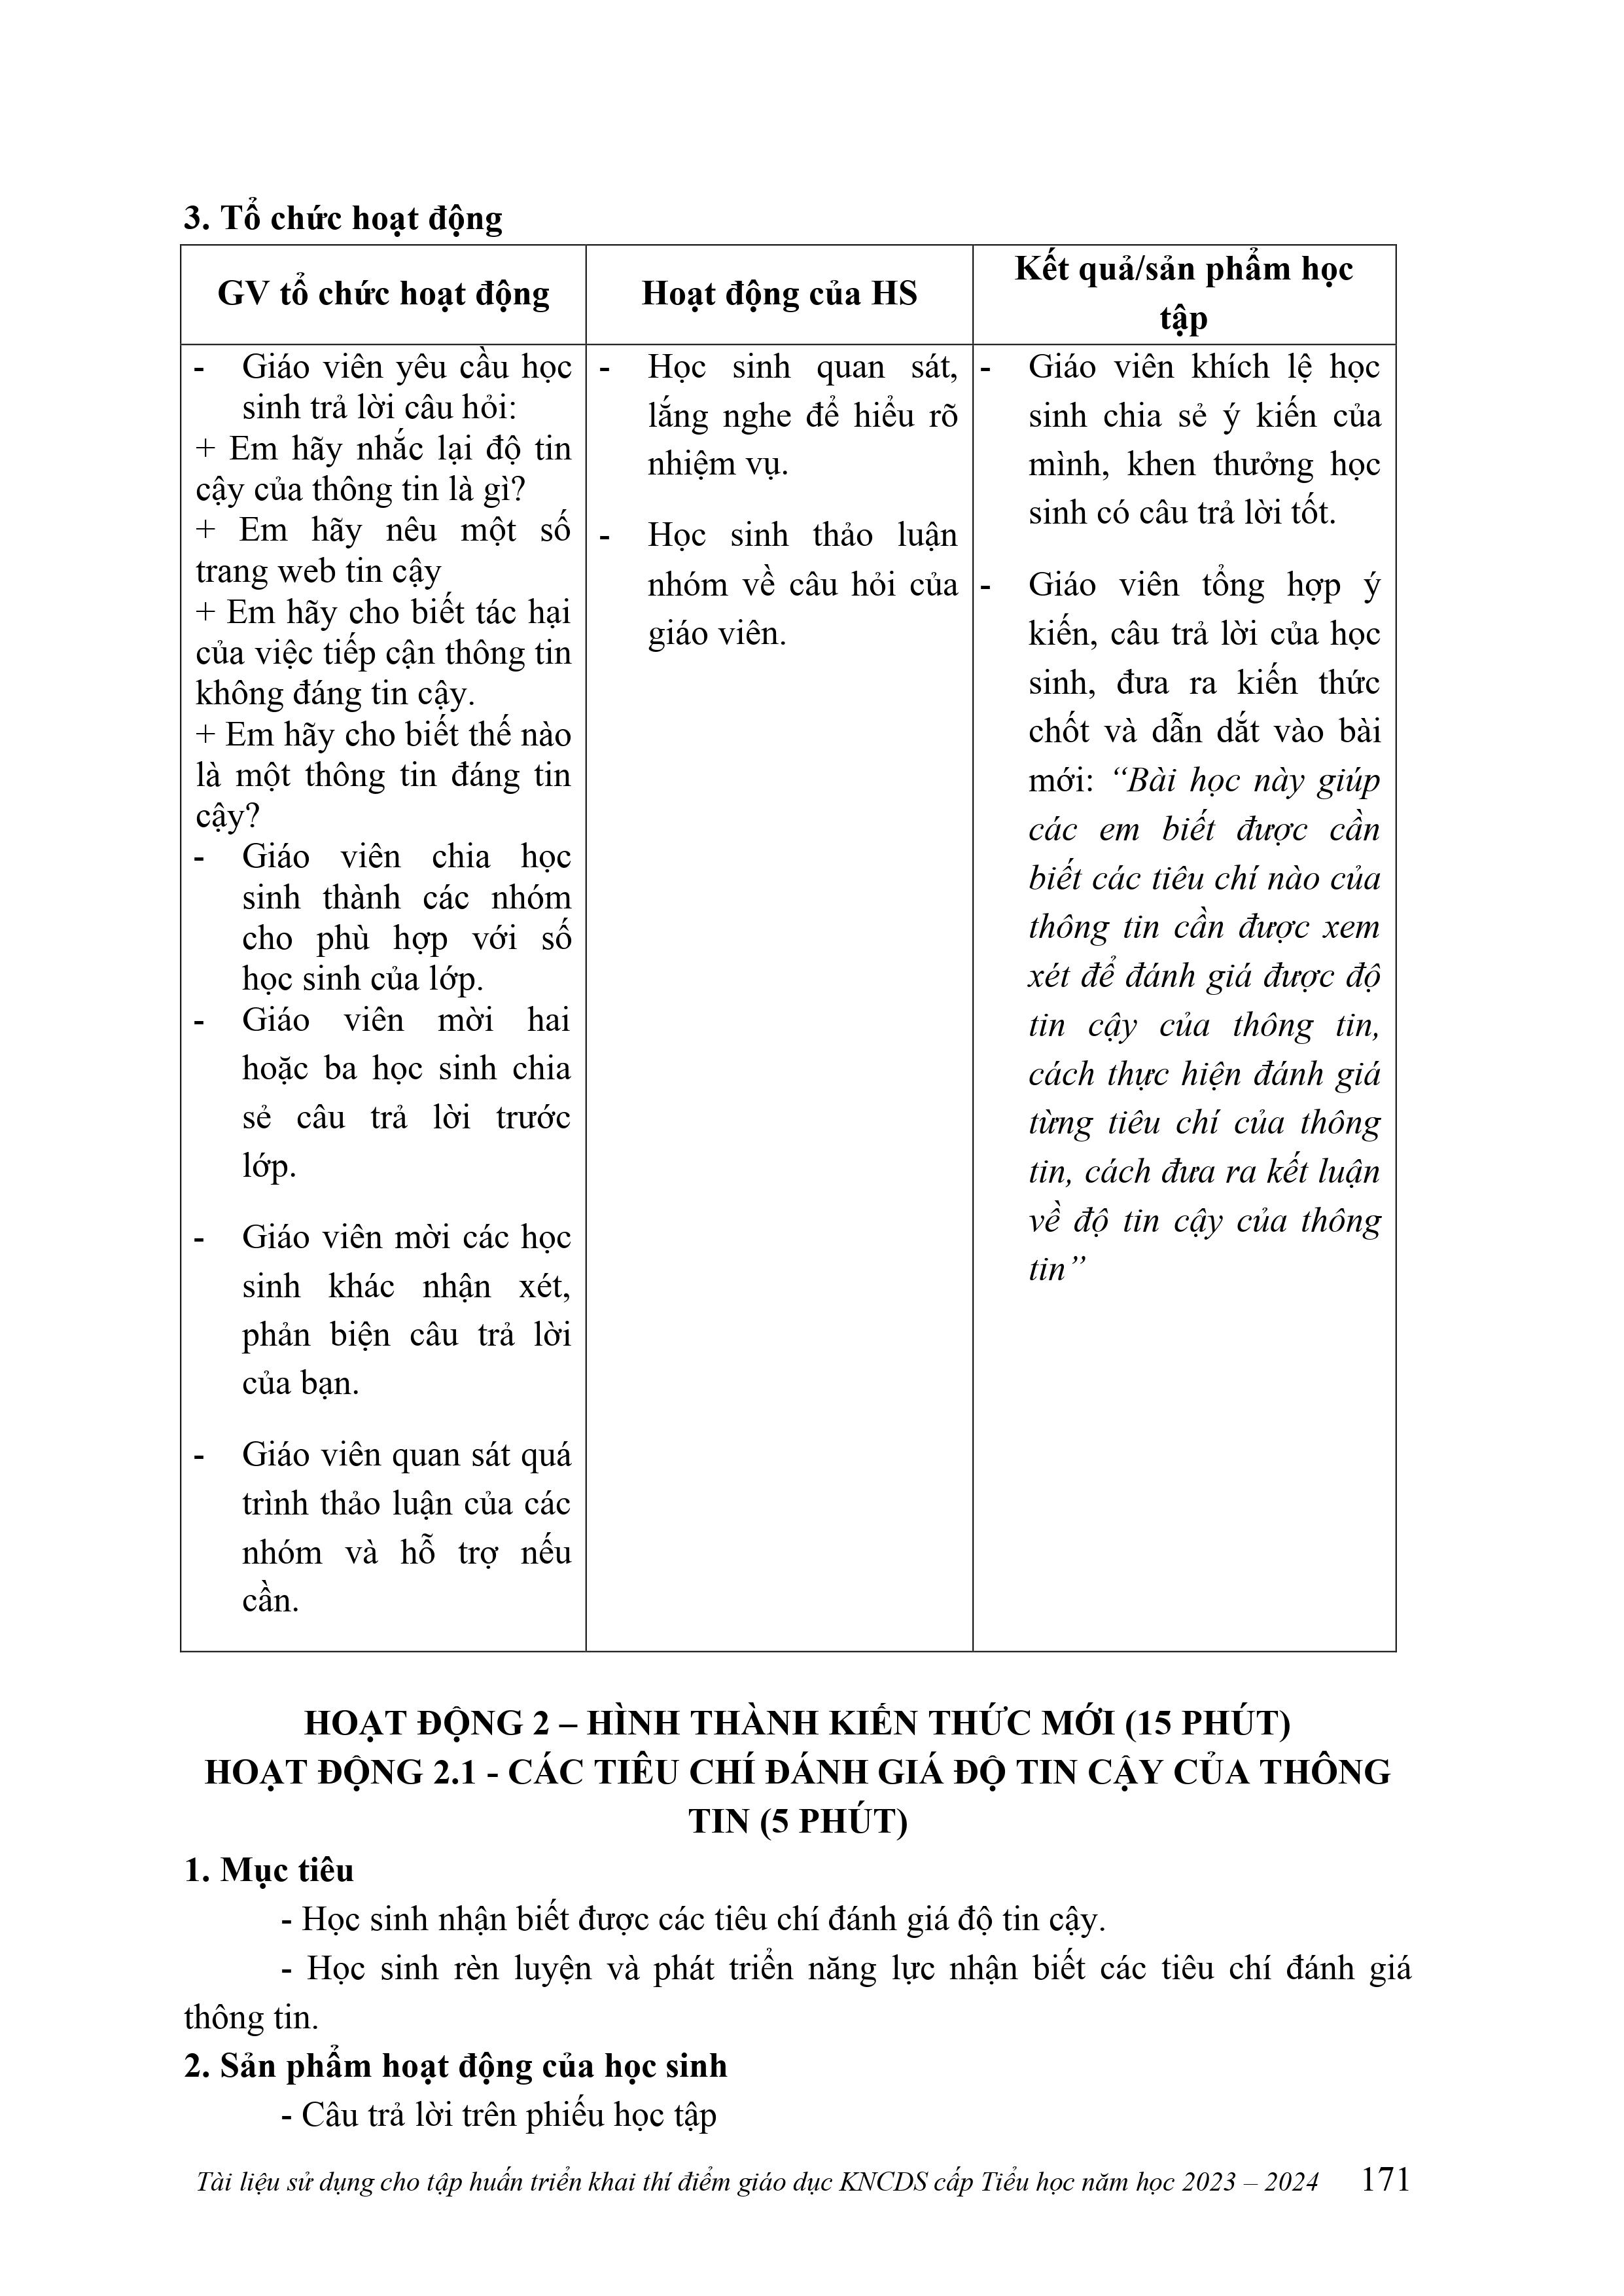 3. Tổ chức hoạt động
GV tổ chức hoạt động
Hoạt động của HS
Kết quả/sản phẩm học
tập
- Giáo viên yêu cầu học
sinh trả lời câu hỏi:
+ Em hãy nhắc lại độ tin
cậy của thông tin là gì?
+ Em hãy nêu một số
trang web tin cậy
+ Em hãy cho biết tác hại
của việc tiếp cận thông tin
không đáng tin cậy.
+ Em hãy cho biết thế nào
là một thông tin đáng tin
cậy?
- Giáo viên chia học
sinh thành các nhóm
cho phù hợp với số
học sinh của lớp.
- Giáo viên mời hai
hoặc ba học sinh chia
sẻ câu trả lời trước
lớp.
- Giáo viên mời các học
sinh khác nhận xét,
phản biện câu trả lời
của bạn.
- Giáo viên quan sát quá
trình thảo luận của các
nhóm và hỗ trợ nếu
cần.
- Học sinh quan sát,
lắng nghe để hiểu rõ
nhiệm vụ.
- Học sinh thảo luận
nhóm về câu hỏi của
giáo viên.
- Giáo viên khích lệ học
sinh chia sẻ ý kiến của
mình, khen thưởng học
sinh có câu trả lời tốt.
- Giáo viên tổng hợp ý
kiến, câu trả lời của học
sinh, đưa ra kiến thức
chốt và dẫn dắt vào bài
mới: “Bài học này giúp
các em biết được cần
biết các tiêu chí nào của
thông tin cần được xem
xét để đánh giá được độ
tin cậy của thông tin,
cách thực hiện đánh giá
từng tiêu chí của thông
tin, cách đưa ra kết luận
về độ tin cậy của thông
tin”
HOẠT ĐỘNG 2 – HÌNH THÀNH KIẾN THỨC MỚI (15 PHÚT)
HOẠT ĐỘNG 2.1 - CÁC TIÊU CHÍ ĐÁNH GIÁ ĐỘ TIN CẬY CỦA THÔNG
TIN (5 PHÚT)
1. Mục tiêu
- Học sinh nhận biết được các tiêu chí đánh giá độ tin cậy.
- Học sinh rèn luyện và phát triển năng lực nhận biết các tiêu chí đánh giá
thông tin.
2. Sản phẩm hoạt động của học sinh
- Câu trả lời trên phiếu học tập
Tài liệu sử dụng cho tập huấn triển khai thí điểm giáo dục KNCDS cấp Tiểu học năm học 2023 – 2024 171